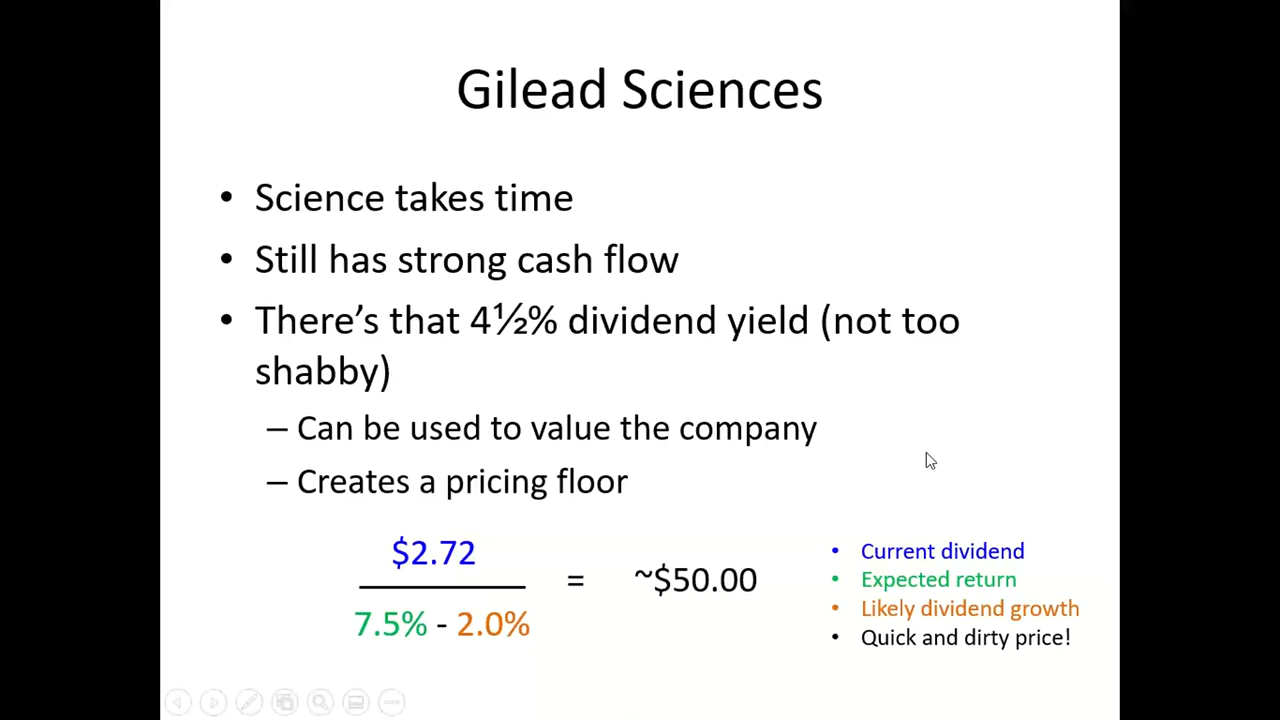 Gilead Sciences
• Science takes time
• Still has strong cash flow
• There's that 4½% dividend yield (not too
shabby)
– Can be used to value the company
– Creates a pricing floor
$2.72
7.5% - 2.0%
= ~$50.00
• Current dividend
• Expected return
• Likely dividend growth
• Quick and dirty price!